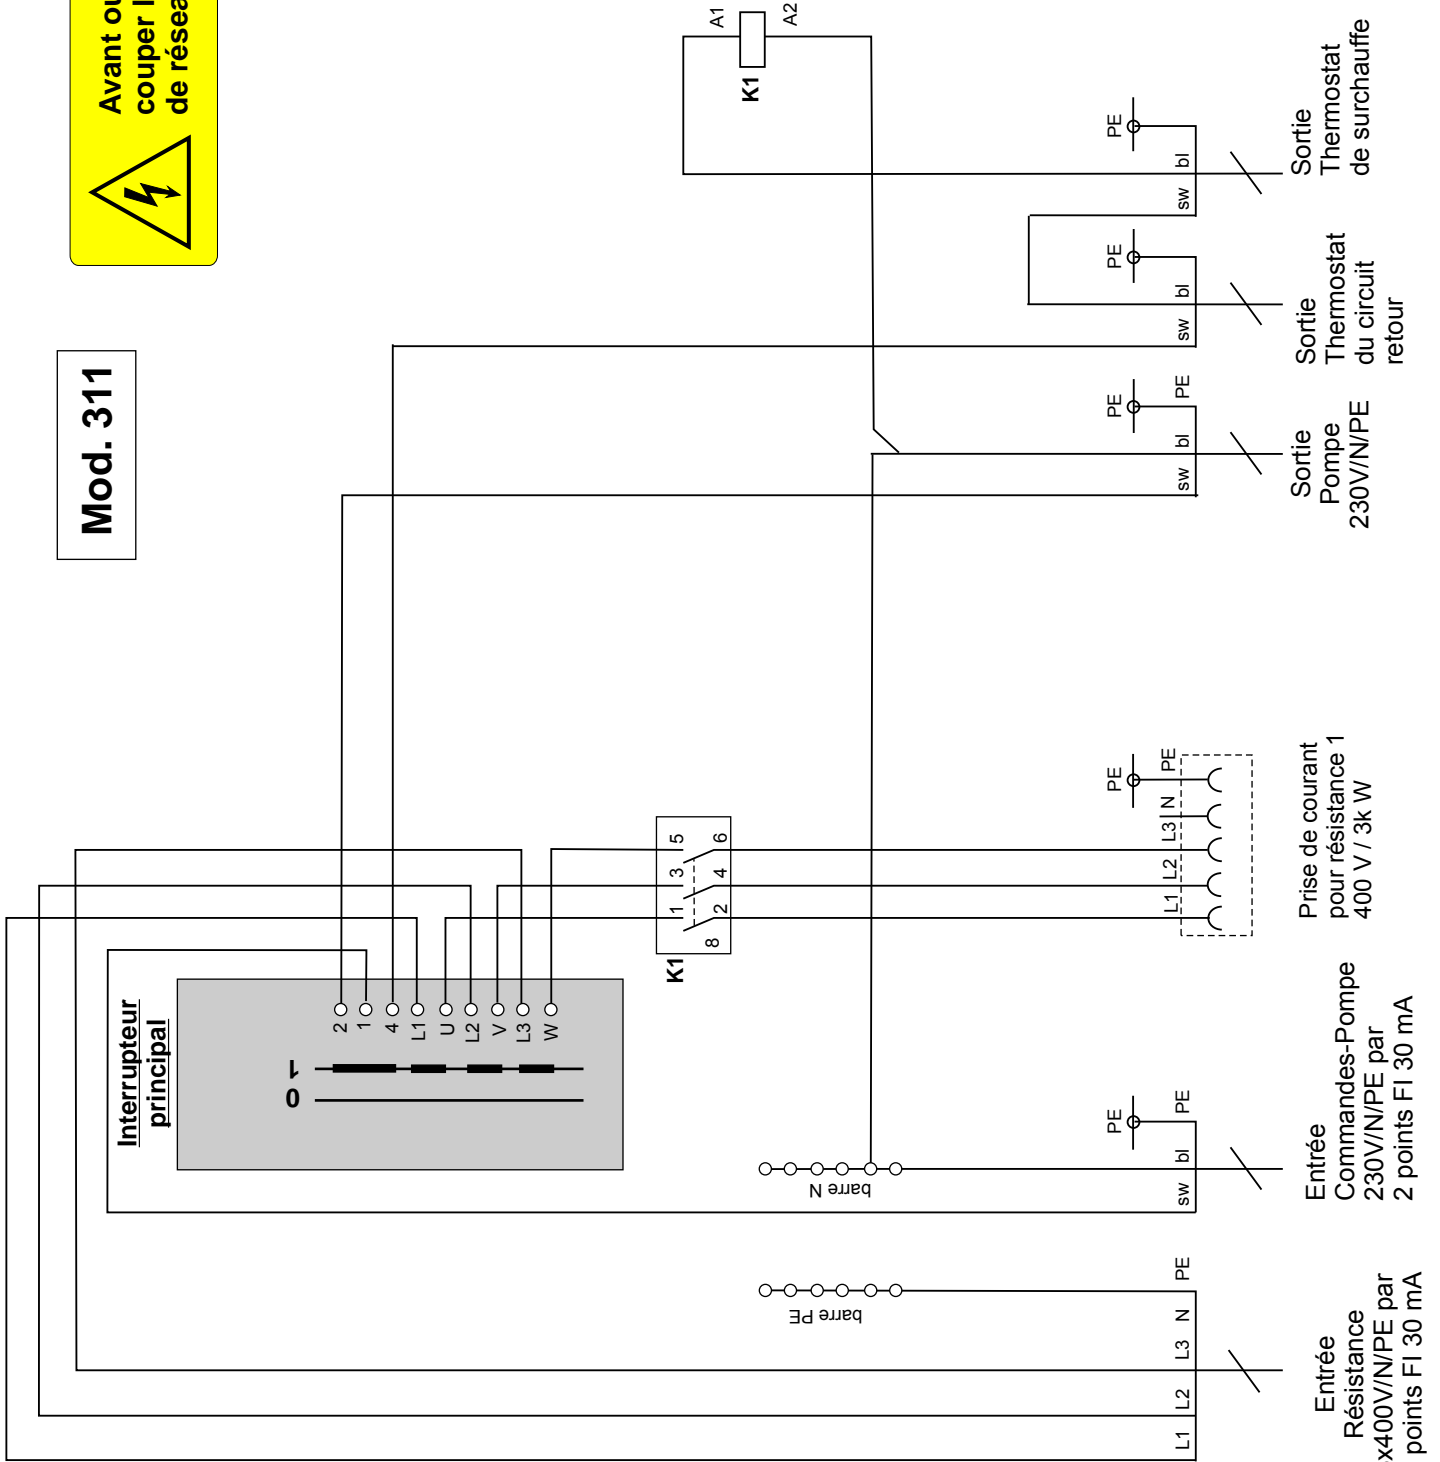 Avant ou
couper l
de résea
Mod. 311
Interrupteur
principal
0
1
2
1
4
L1
U
L2
V
L3
W
A1
A2
K1
K1
1
3
5
8
2
4
6
barre N
barre PE
L1
L2
L3
N
PE
Entrée
Résistance
x400V/N/PE par
points FI 30 mA
sw
bl
PE
PE
Entrée
Commandes-Pompe
230V/N/PE par
2 points FI 30 mA
L1
L2
L3
N
PE
PE
Prise de courant
pour résistance 1
400 V / 3k W
sw
bl
PE
PE
Sortie
Pompe
230V/N/PE
sw
bl
PE
Sortie
Thermostat
du circuit
retour
sw
bl
PE
Sortie
Thermostat
de surchauffe